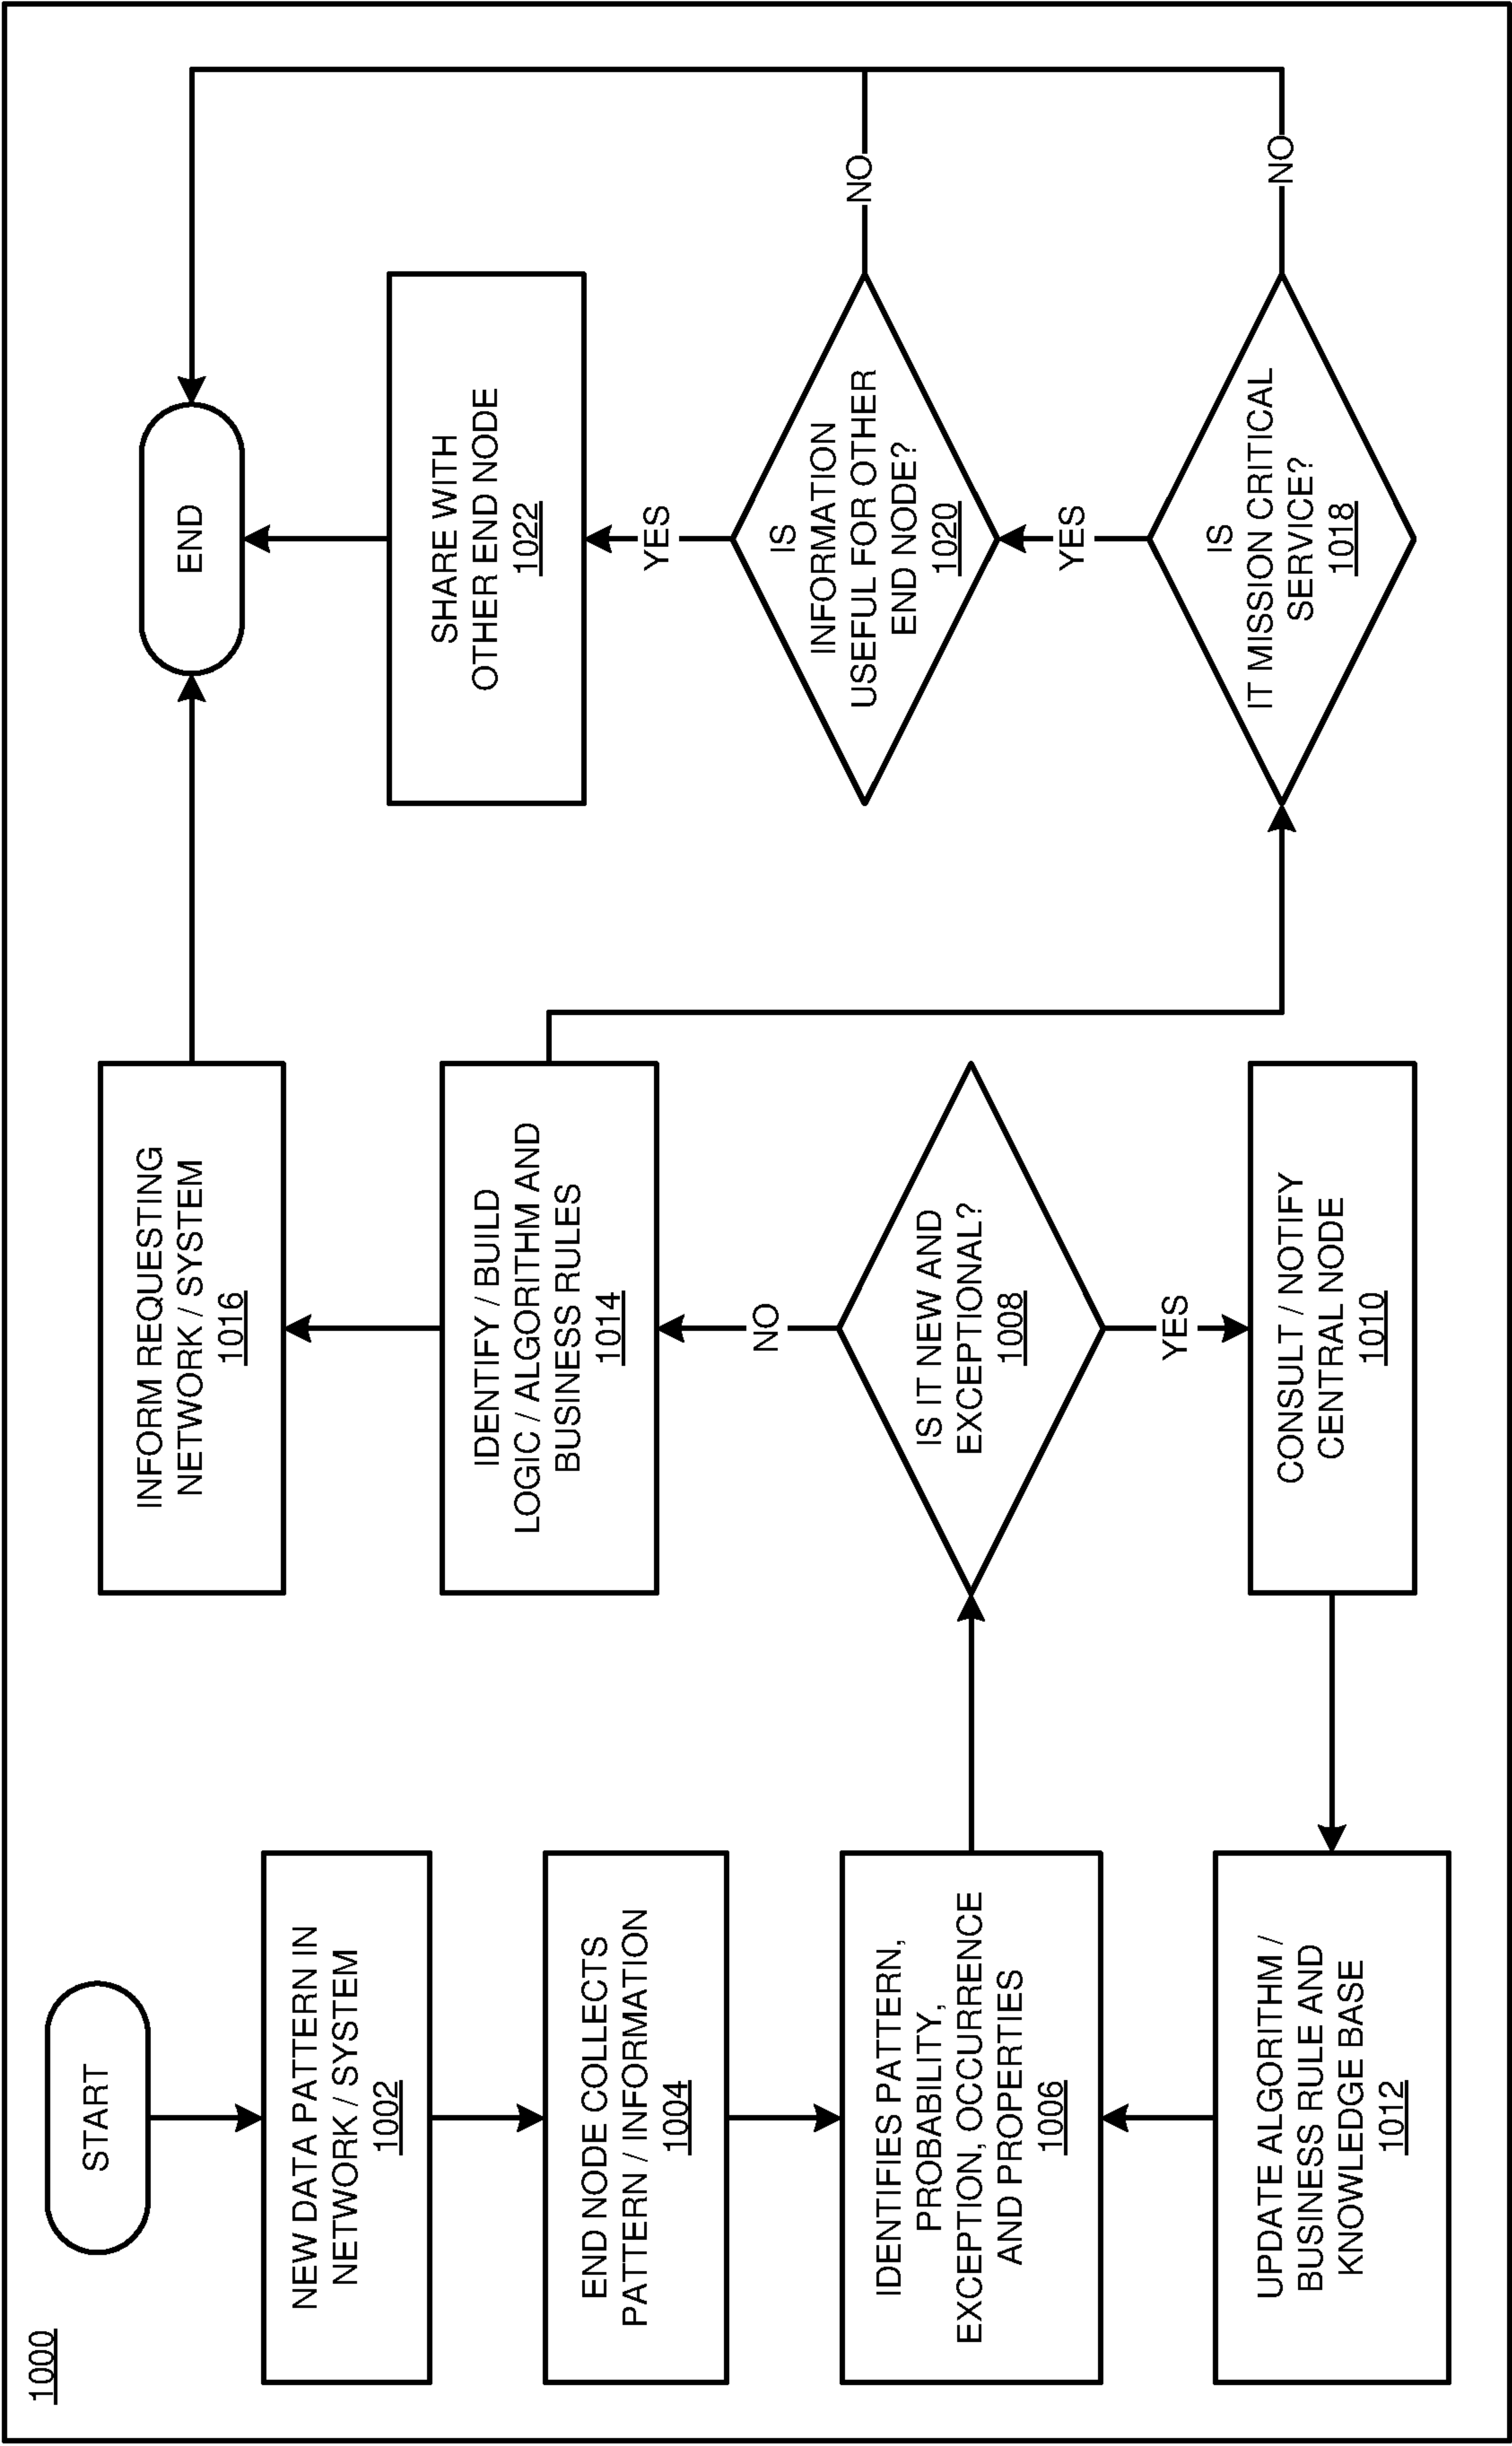 1000
START
NEW DATA PATTERN IN
NETWORK / SYSTEM
1002
END NODE COLLECTS
PATTERN / INFORMATION
1004
IDENTIFIES PATTERN,
PROBABILITY,
EXCEPTION, OCCURRENCE
AND PROPERTIES
1006
UPDATE ALGORITHM /
BUSINESS RULE AND
KNOWLEDGE BASE
1012
INFORM REQUESTING
NETWORK / SYSTEM
1016
IDENTIFY / BUILD
LOGIC / ALGORITHM AND
BUSINESS RULES
1014
NO
IS IT NEW AND
EXCEPTIONAL?
1008
YES
CONSULT / NOTIFY
CENTRAL NODE
1010
END
SHARE WITH
OTHER END NODE
1022
YES
IS
INFORMATION
USEFUL FOR OTHER
END NODE?
1020
NO
YES
IS
IT MISSION CRITICAL
SERVICE?
1018
NO